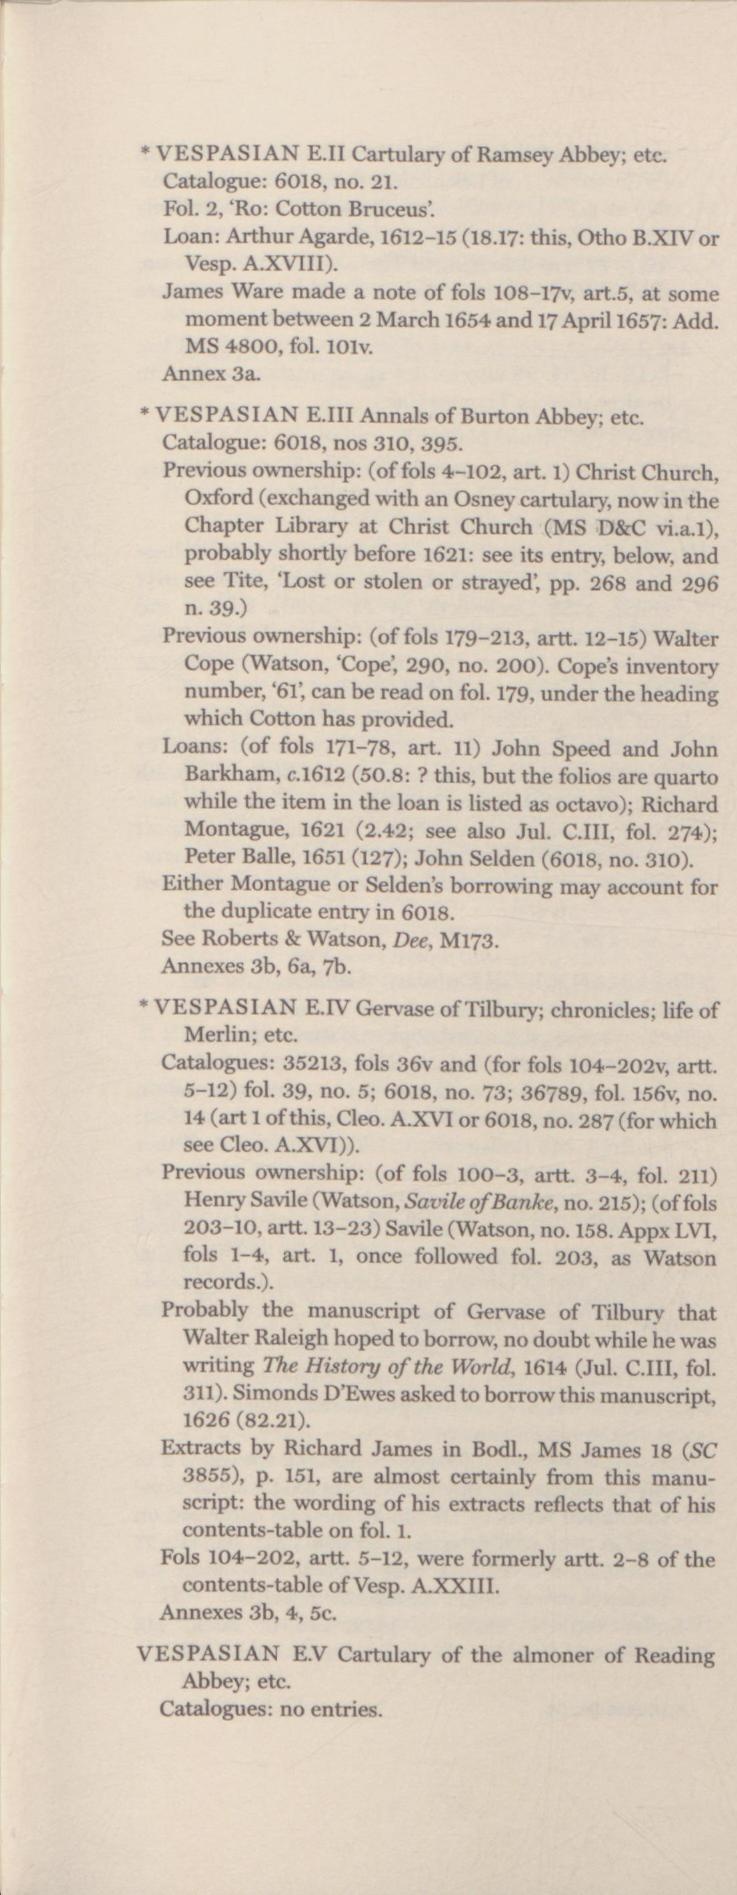 * VESPASIAN E.II Cartulary of Ramsey Abbey; etc.
Catalogue: 6018, no. 21.
Fol. 2, ‘Ro: Cotton Bruceus’.
Loan: Arthur Agarde, 1612–15 (18.17: this, Otho B.XIV or
Vesp. A.XVIII).
James Ware made a note of fols 108–17v, art.5, at some
moment between 2 March 1654 and 17 April 1657: Add.
MS 4800, fol. 101v.
Annex 3a.
* VESPASIAN E.III Annals of Burton Abbey; etc.
Catalogue: 6018, nos 310, 395.
Previous ownership: (of fols 4–102, art. 1) Christ Church,
Oxford (exchanged with an Osney cartulary, now in the
Chapter Library at Christ Church (MS D&C vi.a.1),
probably shortly before 1621: see its entry, below, and
see Tite, ‘Lost or stolen or strayed’, pp. 268 and 296
n. 39.)
Previous ownership: (of fols 179–213, artt. 12–15) Walter
Cope (Watson, ‘Cope’, 290, no. 200). Cope’s inventory
number, ‘61’, can be read on fol. 179, under the heading
which Cotton has provided.
Loans: (of fols 171–78, art. 11) John Speed and John
Barkham, c.1612 (50.8: ? this, but the folios are quarto
while the item in the loan is listed as octavo); Richard
Montague, 1621 (2.42; see also Jul. C.III, fol. 274);
Peter Balle, 1651 (127); John Selden (6018, no. 310).
Either Montague or Selden’s borrowing may account for
the duplicate entry in 6018.
See Roberts & Watson, Dee, M173.
Annexes 3b, 6a, 7b.
* VESPASIAN E.IV Gervase of Tilbury; chronicles; life of
Merlin; etc.
Catalogues: 35213, fols 36v and (for fols 104–202v, artt.
5–12) fol. 39, no. 5; 6018, no. 73; 36789, fol. 156v, no.
14 (art 1 of this, Cleo. A.XVI or 6018, no. 287 (for which
see Cleo. A.XVI)).
Previous ownership: (of fols 100–3, artt. 3–4, fol. 211)
Henry Savile (Watson, Savile of Banke, no. 215); (of fols
203–10, artt. 13–23) Savile (Watson, no. 158. Appx LVI,
fols 1–4, art. 1, once followed fol. 203, as Watson
records.).
Probably the manuscript of Gervase of Tilbury that
Walter Raleigh hoped to borrow, no doubt while he was
writing The History of the World, 1614 (Jul. C.III, fol.
311). Simonds D’Ewes asked to borrow this manuscript,
1626 (82.21).
Extracts by Richard James in Bodl., MS James 18 (SC
3855), p. 151, are almost certainly from this manu-
script: the wording of his extracts reflects that of his
contents-table on fol. 1.
Fols 104–202, artt. 5–12, were formerly artt. 2–8 of the
contents-table of Vesp. A.XXIII.
Annexes 3b, 4, 5c.
VESPASIAN E.V Cartulary of the almoner of Reading
Abbey; etc.
Catalogues: no entries.